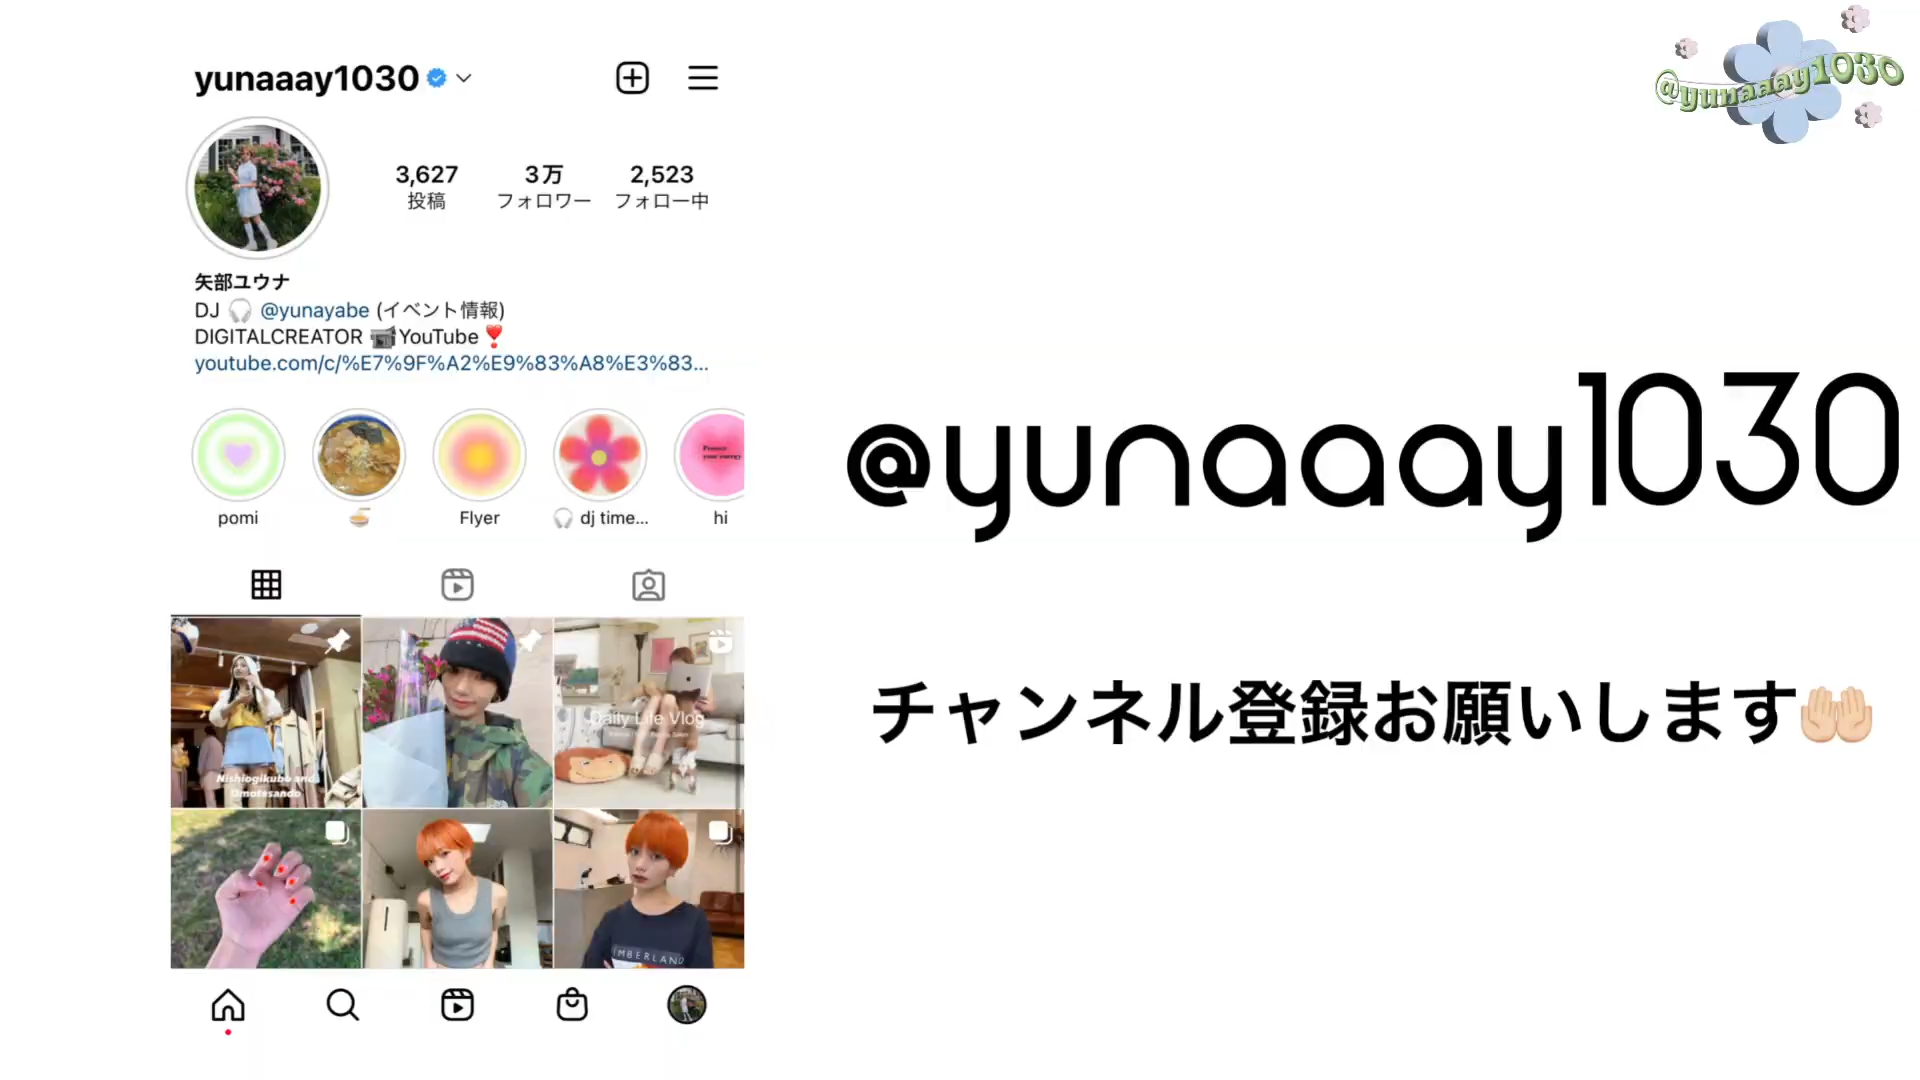 yunaaay1030
3,627
投稿
3万
フォロワー
2,523
フォロー中
矢部ユウナ
DJ 🎧 @yunayabe (イベント情報)
DIGITALCREATOR 📹YouTube❣️
youtube.com/c/%E7%9F%A2%E9%83%A8%E3%83...
pomi
🍜
Flyer
🎧 dj time...
hi
Nishiogikubo and
Omotesando
Daily Life Vlog
IMBERLAND
@yunaaay1030
@yunaaay1030
チャンネル登録お願いします🤲🏻